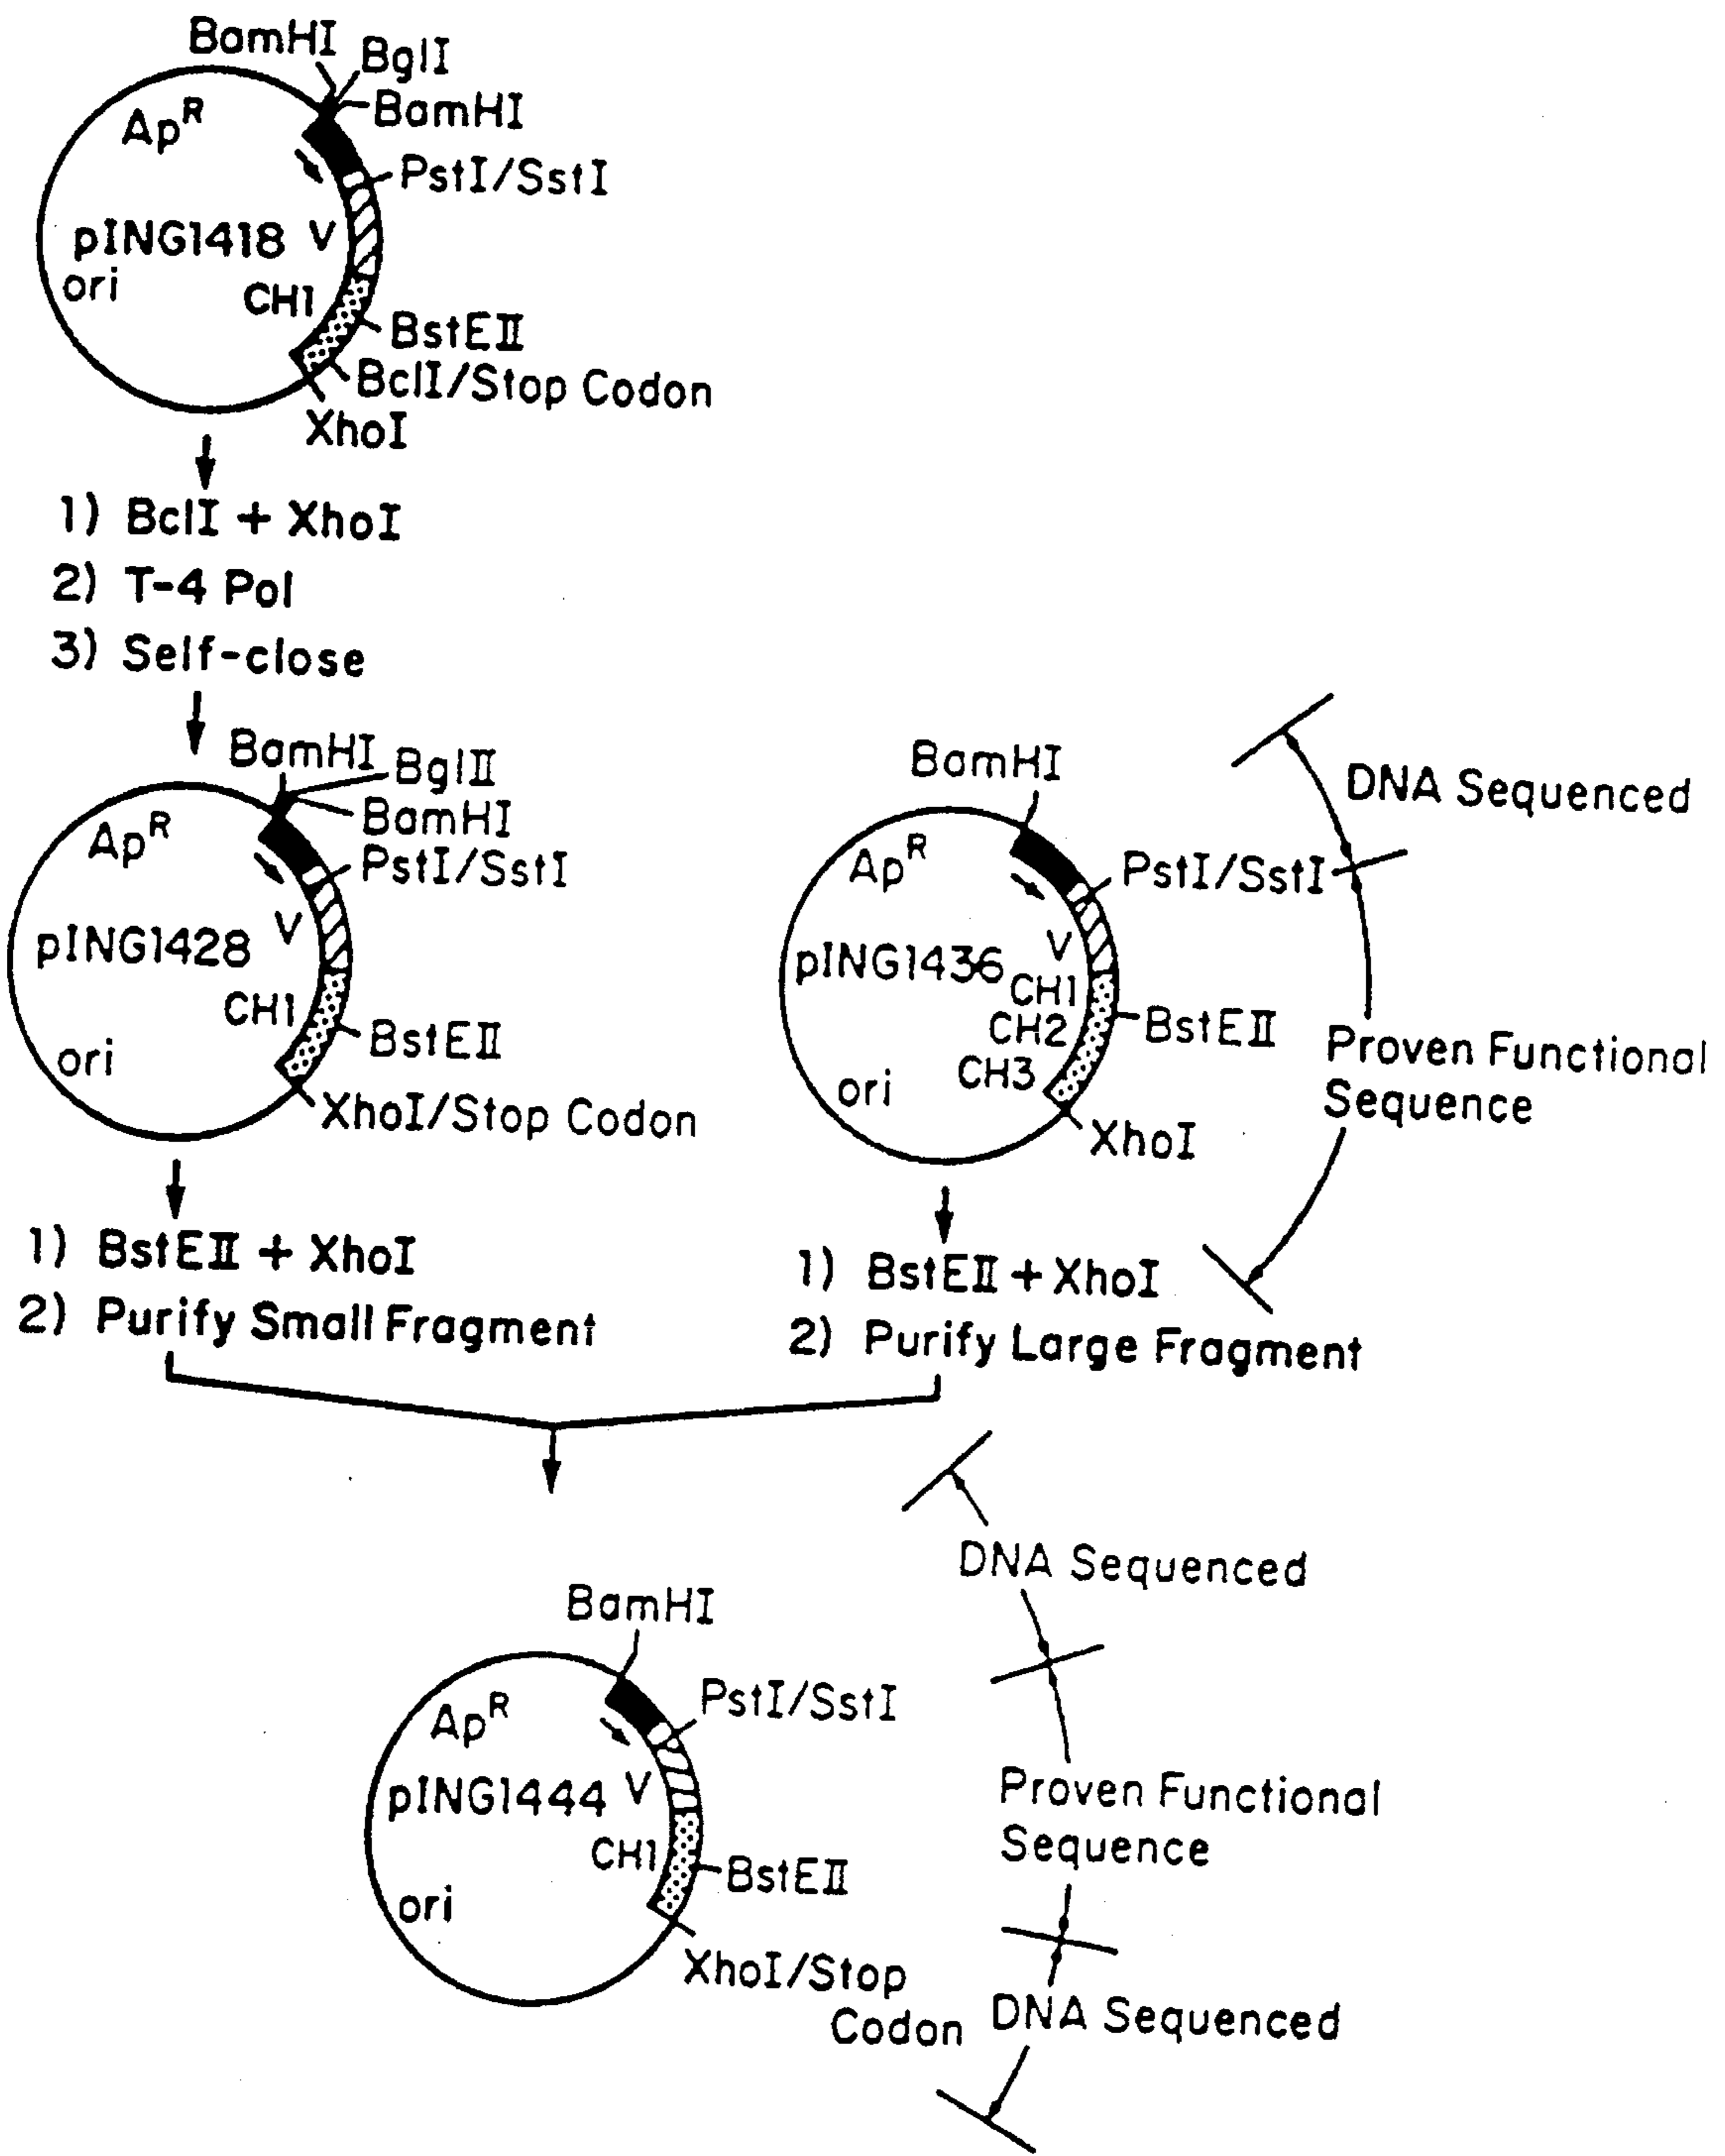 BamHI
BglI
BamHI
Ap^R
PstI/SstI
pING1418
V
ori
CH1
BstEII
BclI/Stop Codon
XhoI
1) BclI + XhoI
2) T-4 Pol
3) Self-close
BamHI
BglII
BamHI
Ap^R
PstI/SstI
V
pING1428
CH1
BstEII
ori
XhoI/Stop Codon
1) BstEII + XhoI
2) Purify Small Fragment
BamHI
DNA Sequenced
Ap^R
PstI/SstI
V
pING1436
CH1
CH2
BstEII
CH3
ori
XhoI
Proven Functional
Sequence
1) BstEII + XhoI
2) Purify Large Fragment
DNA Sequenced
BamHI
PstI/SstI
Ap^R
pING1444
V
Proven Functional
Sequence
CH1
BstEII
ori
XhoI/Stop
Codon
DNA Sequenced